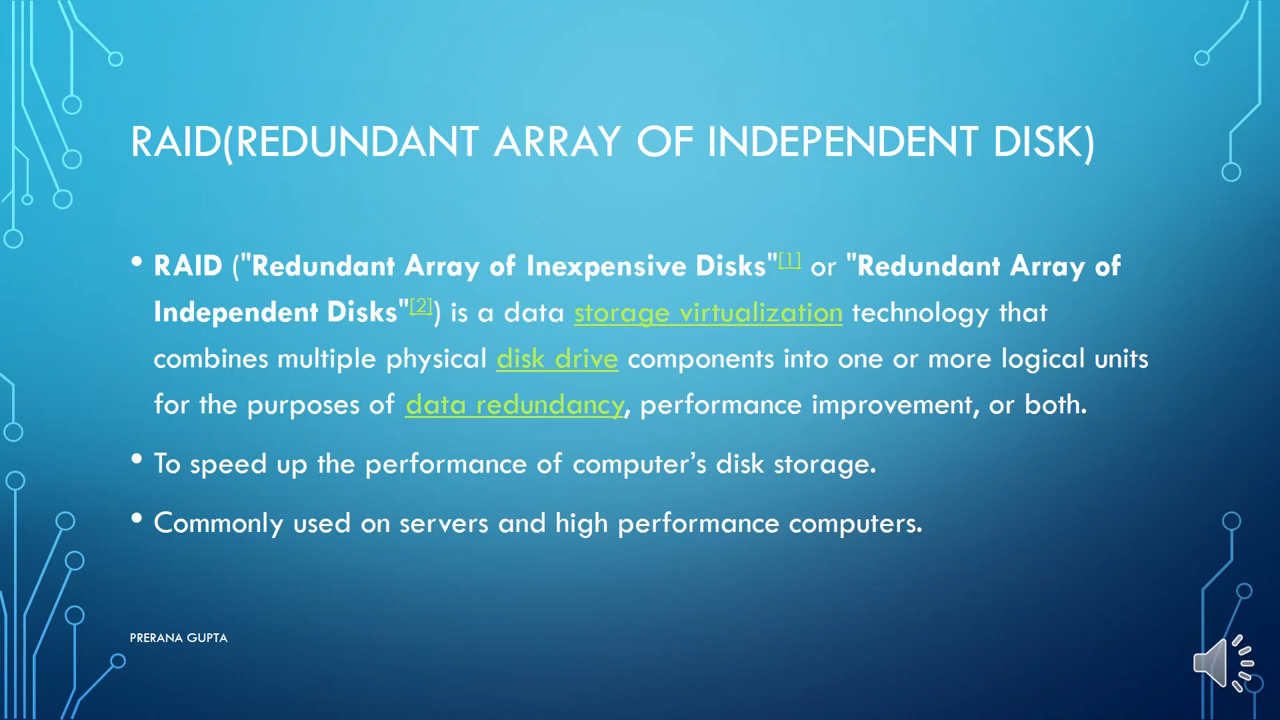 RAID(REDUNDANT ARRAY OF INDEPENDENT DISK)
• RAID ("Redundant Array of Inexpensive Disks"[1] or "Redundant Array of
Independent Disks"[2]) is a data storage virtualization technology that
combines multiple physical disk drive components into one or more logical units
for the purposes of data redundancy, performance improvement, or both.
• To speed up the performance of computer’s disk storage.
• Commonly used on servers and high performance computers.
PRERANA GUPTA